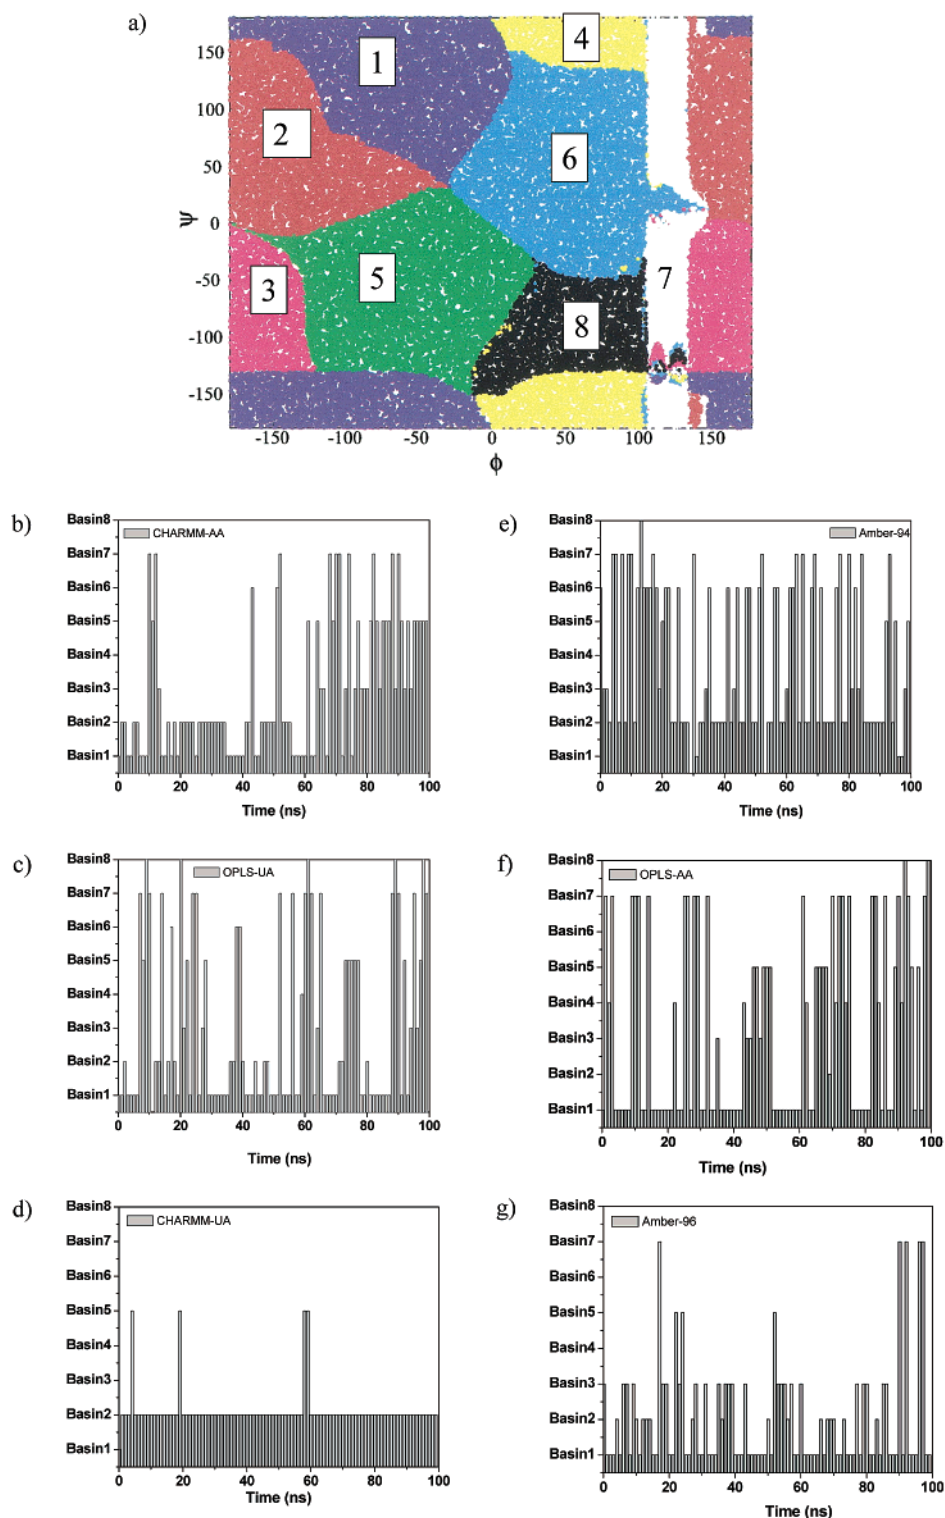 a)
150
100
50
0
-50
-100
-150
ψ
1
2
3
4
5
6
7
8
-150
-100
-50
0
50
100
150
ϕ
b)
Basin8
Basin7
Basin6
Basin5
Basin4
Basin3
Basin2
Basin1
CHARMM-AA
0 20 40 60 80 100
Time (ns)
e)
Basin8
Basin7
Basin6
Basin5
Basin4
Basin3
Basin2
Basin1
Amber-94
0 20 40 60 80 100
Time (ns)
c)
Basin8
Basin7
Basin6
Basin5
Basin4
Basin3
Basin2
Basin1
OPLS-UA
0 20 40 60 80 100
Time (ns)
f)
Basin8
Basin7
Basin6
Basin5
Basin4
Basin3
Basin2
Basin1
OPLS-AA
0 20 40 60 80 100
Time (ns)
d)
Basin8
Basin7
Basin6
Basin5
Basin4
Basin3
Basin2
Basin1
CHARMM-UA
0 20 40 60 80 100
Time (ns)
g)
Basin8
Basin7
Basin6
Basin5
Basin4
Basin3
Basin2
Basin1
Amber-96
0 20 40 60 80 100
Time (ns)